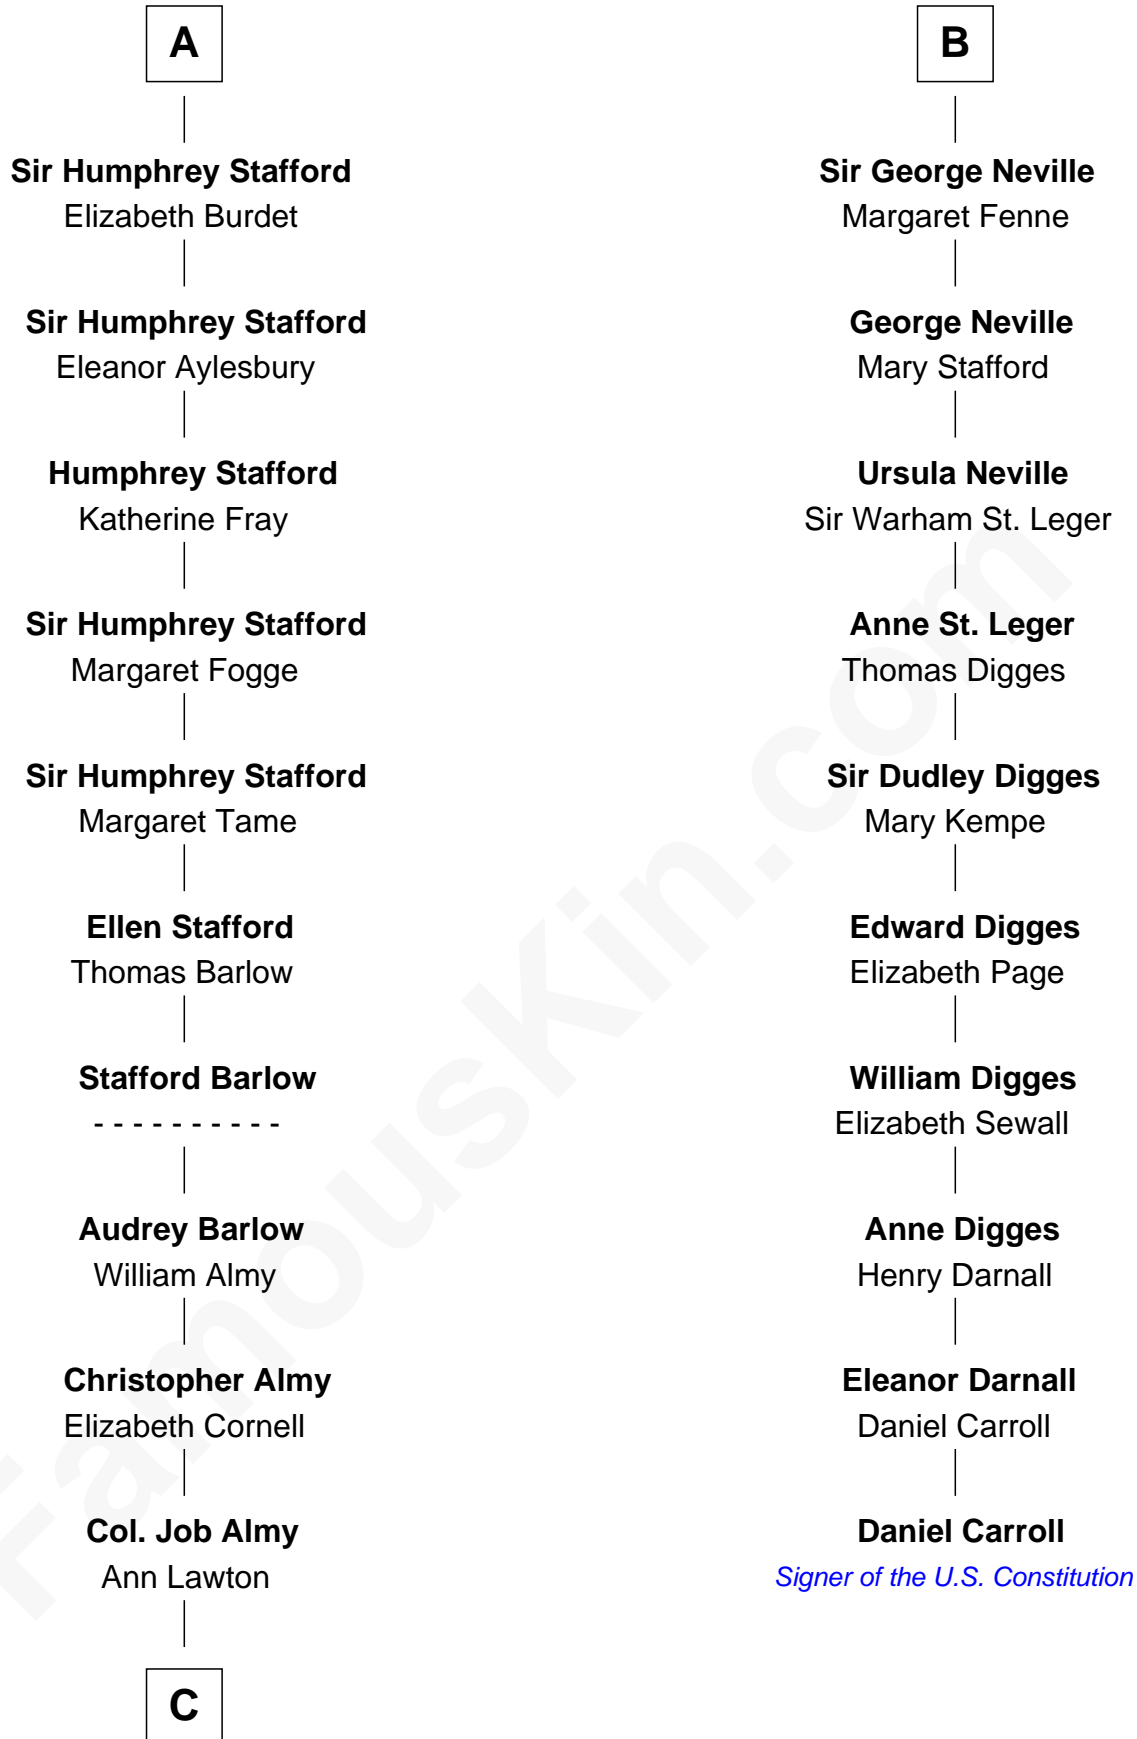 A
Sir Humphrey Stafford
Elizabeth Burdet
Sir Humphrey Stafford
Eleanor Aylesbury
Humphrey Stafford
Katherine Fray
Sir Humphrey Stafford
Margaret Fogge
Sir Humphrey Stafford
Margaret Tame
Ellen Stafford
Thomas Barlow
Stafford Barlow
- - - - - - - - - -
Audrey Barlow
William Almy
Christopher Almy
Elizabeth Cornell
Col. Job Almy
Ann Lawton
C
B
Sir George Neville
Margaret Fenne
George Neville
Mary Stafford
Ursula Neville
Sir Warham St. Leger
Anne St. Leger
Thomas Digges
Sir Dudley Digges
Mary Kempe
Edward Digges
Elizabeth Page
William Digges
Elizabeth Sewall
Anne Digges
Henry Darnall
Eleanor Darnall
Daniel Carroll
Daniel Carroll
Signer of the U.S. Constitution
FamousKin.com